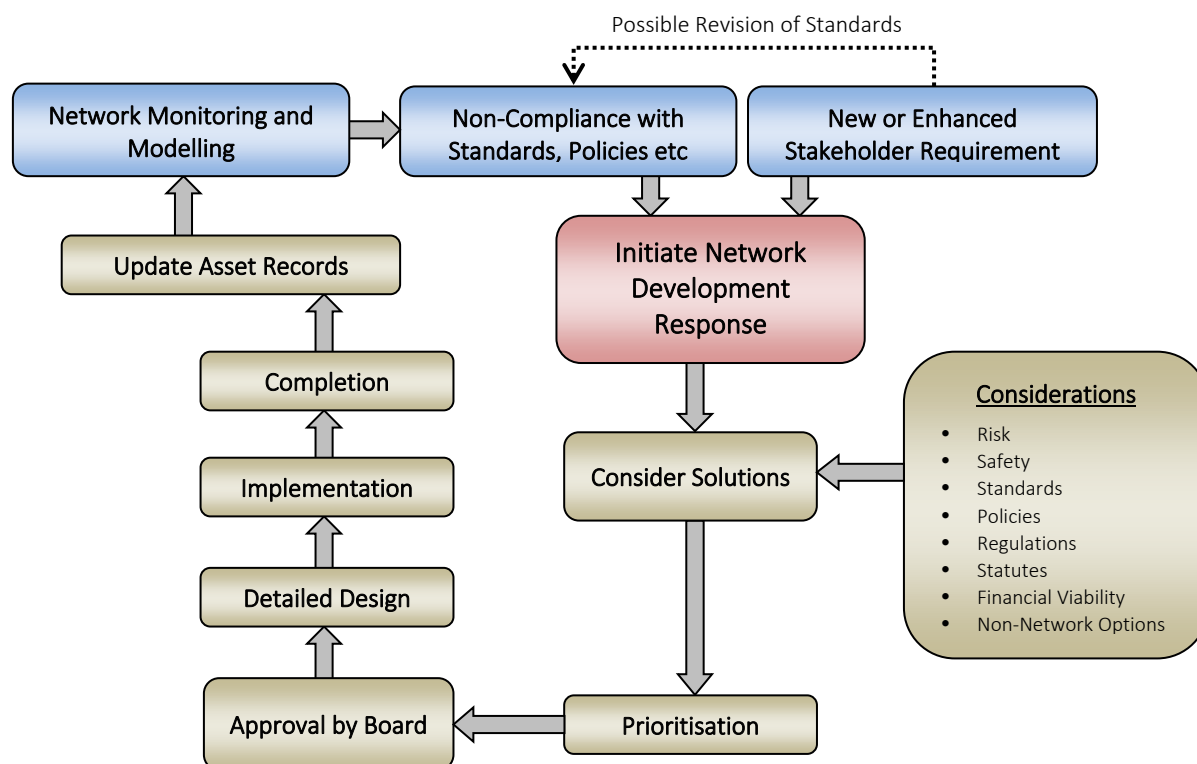 Possible Revision of Standards
Network Monitoring and
Modelling
Non-Compliance with
Standards, Policies etc
New or Enhanced
Stakeholder Requirement
Initiate Network
Development
Response
Update Asset Records
Completion
Implementation
Detailed Design
Approval by Board
Consider Solutions
Prioritisation
Considerations
• Risk
• Safety
• Standards
• Policies
• Regulations
• Statutes
• Financial Viability
• Non-Network Options